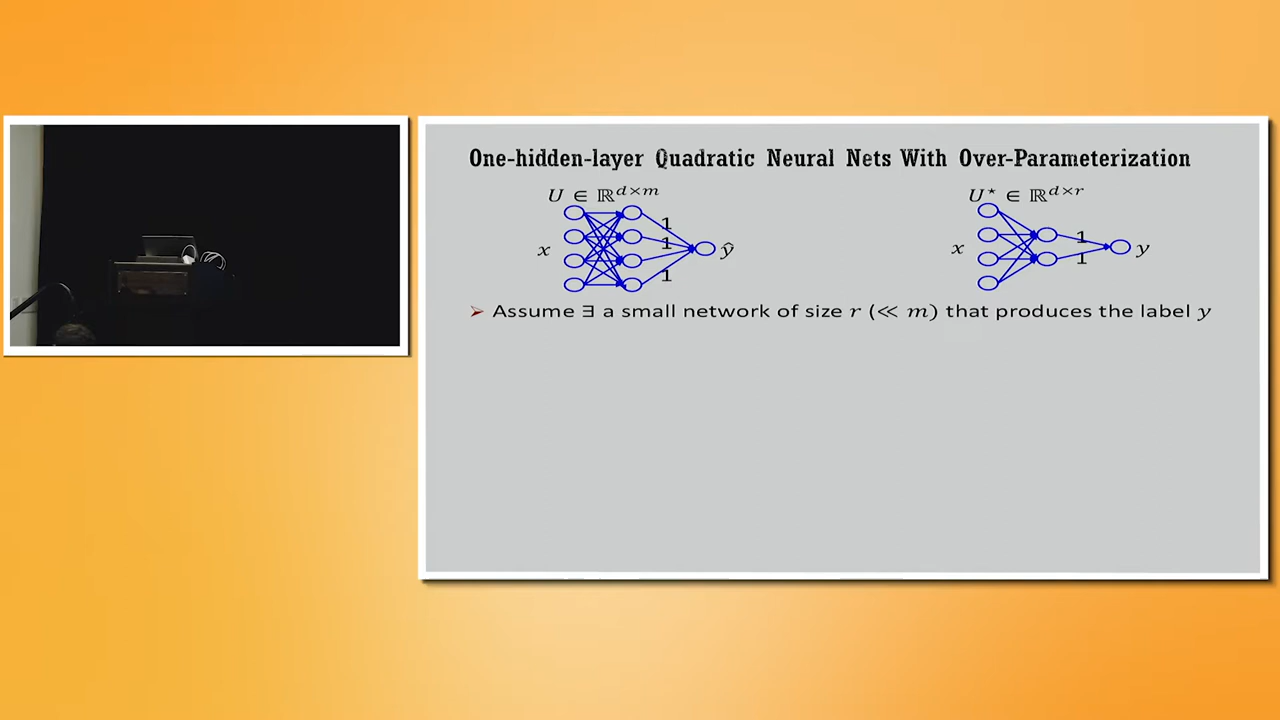 One-hidden-layer Quadratic Neural Nets With Over-Parameterization
U ∈ ℝ^{d×m}
U⋆ ∈ ℝ^{d×r}
x
1
1
1
ŷ
x
1
1
y
➢ Assume ∃ a small network of size r (≪ m) that produces the label y